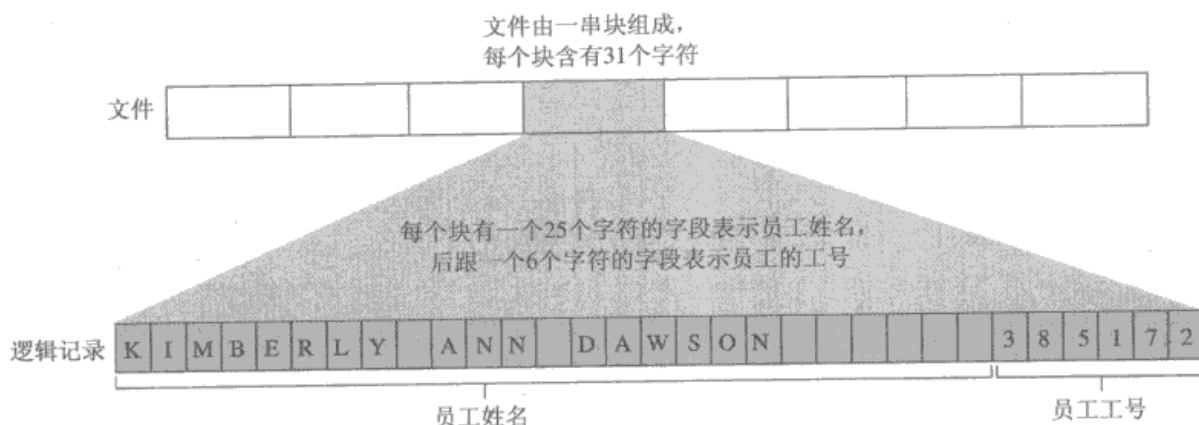 文件由一串块组成，
每个块含有31个字符
文件
每个块有一个25个字符的字段表示员工姓名，
后跟一个6个字符的字段表示员工的工号
逻辑记录 K I M B E R L Y A N N D A W S O N 3 8 5 1 7 2
员工姓名 员工工号